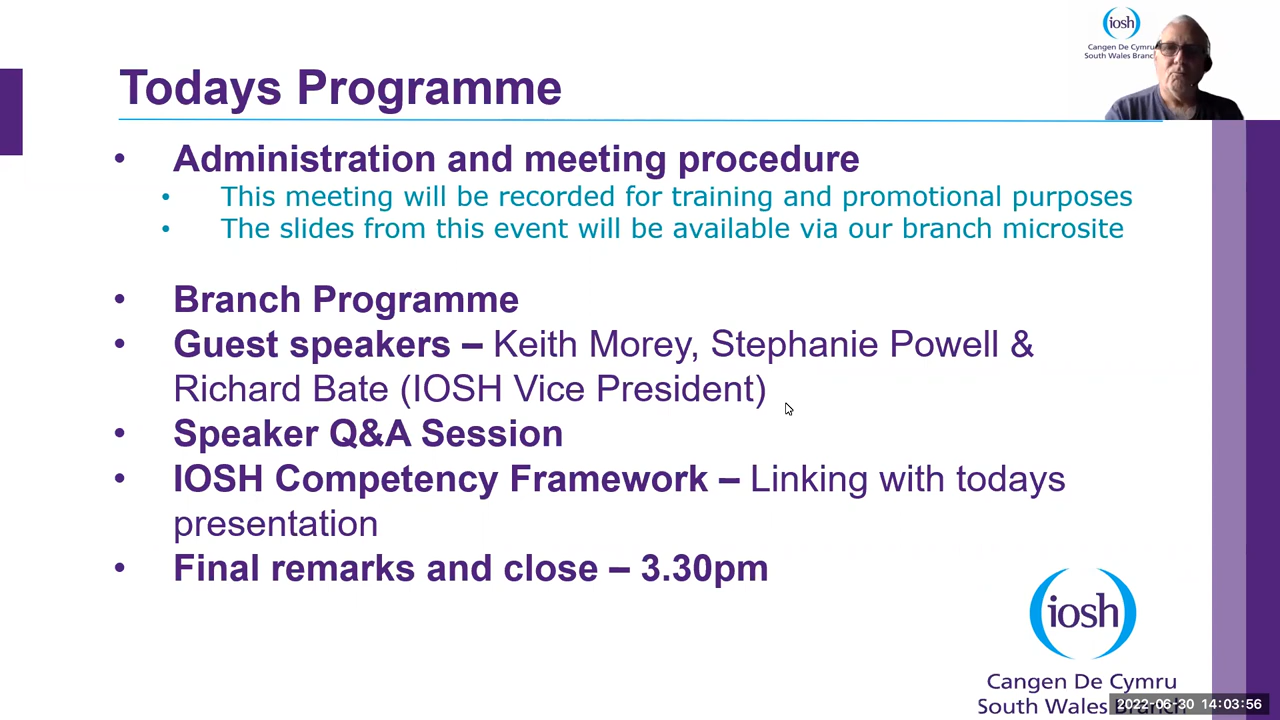 iosh
Cangen De Cymru
South Wales Branch
Todays Programme
• Administration and meeting procedure
• This meeting will be recorded for training and promotional purposes
• The slides from this event will be available via our branch microsite
• Branch Programme
• Guest speakers – Keith Morey, Stephanie Powell &
Richard Bate (IOSH Vice President)
• Speaker Q&A Session
• IOSH Competency Framework – Linking with todays
presentation
• Final remarks and close – 3.30pm
iosh
Cangen De Cymru
South Wales Branch
2022-06-30 14:03:56